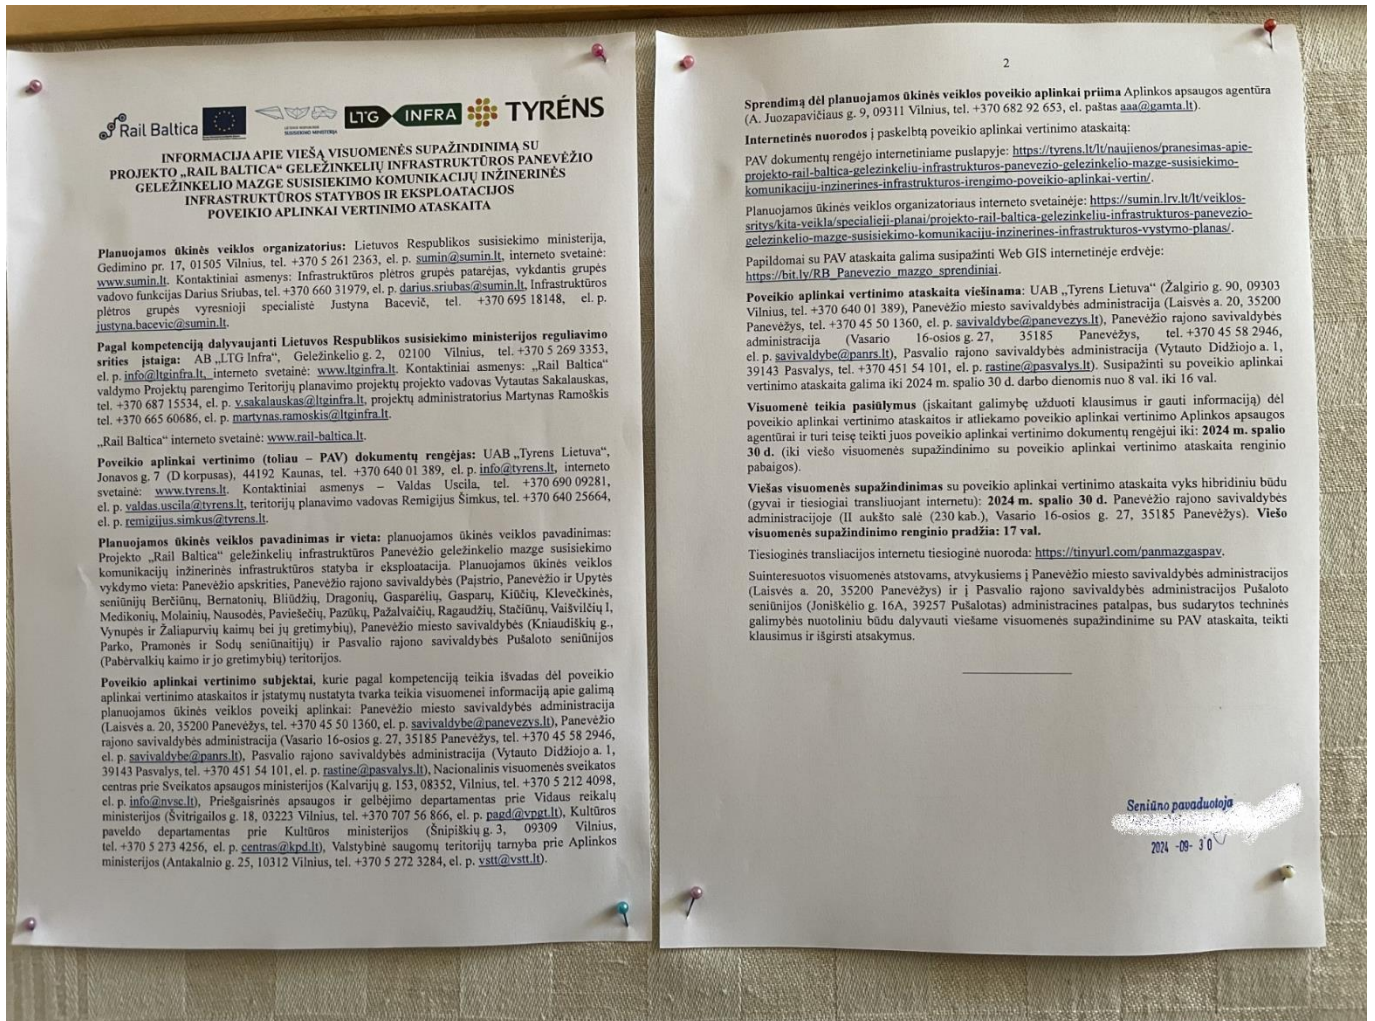 Rail Baltica
LTG INFRA
TYRÉNS
INFORMACIJA APIE VIEŠĄ VISUOMENĖS SUPAŽINDINIMĄ SU
PROJEKTO „RAIL BALTICA“ GELEŽINKELIŲ INFRASTRUKTŪROS PANEVĖŽIO
GELEŽINKELIO MAZGE SUSISIEKIMO KOMUNIKACIJŲ INŽINERINĖS
INFRASTRUKTŪROS STATYBOS IR EKSPLOATACIJOS
POVEIKIO APLINKAI VERTINIMO ATASKAITA
Planuojamos ūkinės veiklos organizatorius: Lietuvos Respublikos susisiekimo ministerija,
Gedimino pr. 17, 01505 Vilnius, tel. +370 5 261 2363, el. p. sumin@sumin.lt, interneto svetainė:
www.sumin.lt. Kontaktiniai asmenys: Infrastruktūros plėtros grupės patarėjas, vykdantis grupės
vadovo funkcijas Darius Sriubas, tel. +370 660 31979, el. p. darius.sriubas@sumin.lt, Infrastruktūros
plėtros grupės vyresnioji specialistė Justyna Bacevič, tel. +370 695 18148, el. p.
justyna.bacevic@sumin.lt.
Pagal kompetenciją dalyvaujanti Lietuvos Respublikos susisiekimo ministerijos reguliavimo
srities įstaiga: AB „LTG Infra“, Geležinkelio g. 2, 02100 Vilnius, tel. +370 5 269 3353,
el. p. info@ltginfra.lt, interneto svetainė: www.ltginfra.lt. Kontaktiniai asmenys: „Rail Baltica“
valdymo Projektų parengimo Teritorijų planavimo projektų projekto vadovas Vytautas Sakalauskas,
tel. +370 687 15534, el. p. v.sakalauskas@ltginfra.lt, projektų administratorius Martynas Ramoškis
tel. +370 665 60686, el. p. martynas.ramoskis@ltginfra.lt.
„Rail Baltica“ interneto svetainė: www.rail-baltica.lt.
Poveikio aplinkai vertinimo (toliau – PAV) dokumentų rengėjas: UAB „Tyrens Lietuva“,
Jonavos g. 7 (D korpusas), 44192 Kaunas, tel. +370 640 01 389, el. p. info@tyrens.lt, interneto
svetainė: www.tyrens.lt. Kontaktiniai asmenys – Valdas Uscila, tel. +370 690 09281,
el. p. valdas.uscila@tyrens.lt, teritorijų planavimo vadovas Remigijus Šimkus, tel. +370 640 25664,
el. p. remigijus.simkus@tyrens.lt.
Planuojamos ūkinės veiklos pavadinimas ir vieta: planuojamos ūkinės veiklos pavadinimas:
Projekto „Rail Baltica“ geležinkelių infrastruktūros Panevėžio geležinkelio mazge susisiekimo
komunikacijų inžinerinės infrastruktūros statyba ir eksploatacija. Planuojamos ūkinės veiklos
vykdymo vieta: Panevėžio apskrities, Panevėžio rajono savivaldybės (Paįstrio, Panevėžio ir Upytės
seniūnijų Berčiūnų, Bernatonių, Bliūdžių, Dragonių, Gasparėlių, Gasparų, Kiūčių, Klevečkinės,
Medikonių, Molainių, Nausodės, Paviešečių, Pazūkų, Pažalvaičių, Ragaudžių, Stačiūnų, Vaišvilčių I,
Vynupės ir Žaliapurvių kaimų bei jų gretimybių), Panevėžio miesto savivaldybės (Kniaudiškių g.,
Parko, Pramonės ir Sodų seniūnaitijų) ir Pasvalio rajono savivaldybės Pušaloto seniūnijos
(Pabėrvalkių kaimo ir jo gretimybių) teritorijos.
Poveikio aplinkai vertinimo subjektai, kurie pagal kompetenciją teikia išvadas dėl poveikio
aplinkai vertinimo ataskaitos ir įstatymų nustatyta tvarka teikia visuomenei informaciją apie galimą
planuojamos ūkinės veiklos poveikį aplinkai: Panevėžio miesto savivaldybės administracija
(Laisvės a. 20, 35200 Panevėžys, tel. +370 45 50 1360, el. p. savivaldybe@panevezys.lt), Panevėžio
rajono savivaldybės administracija (Vasario 16-osios g. 27, 35185 Panevėžys, tel. +370 45 58 2946,
el. p. savivaldybe@panrs.lt), Pasvalio rajono savivaldybės administracija (Vytauto Didžiojo a. 1,
39143 Pasvalys, tel. +370 451 54 101, el. p. rastine@pasvalys.lt), Nacionalinis visuomenės sveikatos
centras prie Sveikatos apsaugos ministerijos (Kalvarijų g. 153, 08352, Vilnius, tel. +370 5 212 4098,
el. p. info@nvsc.lt), Priešgaisrinės apsaugos ir gelbėjimo departamentas prie Vidaus reikalų
ministerijos (Švitrigailos g. 18, 03223 Vilnius, tel. +370 707 56 866, el. p. pagd@vpgt.lt), Kultūros
paveldo departamentas prie Kultūros ministerijos (Šnipiškių g. 3, 09309 Vilnius,
tel. +370 5 273 4256, el. p. centras@kpd.lt), Valstybinė saugomų teritorijų tarnyba prie Aplinkos
ministerijos (Antakalnio g. 25, 10312 Vilnius, tel. +370 5 272 3284, el. p. vstt@vstt.lt).
2
Sprendimą dėl planuojamos ūkinės veiklos poveikio aplinkai priima Aplinkos apsaugos agentūra
(A. Juozapavičiaus g. 9, 09311 Vilnius, tel. +370 682 92 653, el. paštas aaa@gamta.lt).
Internetinės nuorodos į paskelbtą poveikio aplinkai vertinimo ataskaitą:
PAV dokumentų rengėjo internetiniame puslapyje: https://tyrens.lt/lt/naujienos/pranesimas-apie-
projekto-rail-baltica-gelezinkeliu-infrastrukturos-panevezio-gelezinkelio-mazge-susisiekimo-
komunikaciju-inzinerines-infrastrukturos-irengimo-poveikio-aplinkai-vertin/.
Planuojamos ūkinės veiklos organizatoriaus interneto svetainėje: https://sumin.lrv.lt/lt/veiklos-
sritys/kita-veikla/specialieji-planai/projekto-rail-baltica-gelezinkeliu-infrastrukturos-panevezio-
gelezinkelio-mazge-susisiekimo-komunikaciju-inzinerines-infrastrukturos-vystymo-planas/.
Papildomai su PAV ataskaita galima susipažinti Web GIS internetinėje erdvėje:
https://bit.ly/RB_Panevezio_mazgo_sprendiniai.
Poveikio aplinkai vertinimo ataskaita viešinama: UAB „Tyrens Lietuva“ (Žalgirio g. 90, 09303
Vilnius, tel. +370 640 01 389), Panevėžio miesto savivaldybės administracija (Laisvės a. 20, 35200
Panevėžys, tel. +370 45 50 1360, el. p. savivaldybe@panevezys.lt), Panevėžio rajono savivaldybės
administracija (Vasario 16-osios g. 27, 35185 Panevėžys, tel. +370 45 58 2946,
el. p. savivaldybe@panrs.lt), Pasvalio rajono savivaldybės administracija (Vytauto Didžiojo a. 1,
39143 Pasvalys, tel. +370 451 54 101, el. p. rastine@pasvalys.lt). Susipažinti su poveikio aplinkai
vertinimo ataskaita galima iki 2024 m. spalio 30 d. darbo dienomis nuo 8 val. iki 16 val.
Visuomenė teikia pasiūlymus (įskaitant galimybę užduoti klausimus ir gauti informaciją) dėl
poveikio aplinkai vertinimo ataskaitos ir atliekamo poveikio aplinkai vertinimo Aplinkos apsaugos
agentūrai ir turi teisę teikti juos poveikio aplinkai vertinimo dokumentų rengėjui iki: 2024 m. spalio
30 d. (iki viešo visuomenės supažindinimo su poveikio aplinkai vertinimo ataskaita renginio
pabaigos).
Viešas visuomenės supažindinimas su poveikio aplinkai vertinimo ataskaita vyks hibridiniu būdu
(gyvai ir tiesiogiai transliuojant internetu): 2024 m. spalio 30 d. Panevėžio rajono savivaldybės
administracijoje (II aukšto salė (230 kab.), Vasario 16-osios g. 27, 35185 Panevėžys). Viešo
visuomenės supažindinimo renginio pradžia: 17 val.
Tiesioginės transliacijos internetu tiesioginė nuoroda: https://tinyurl.com/panmazgaspav.
Suinteresuotos visuomenės atstovams, atvykusiems į Panevėžio miesto savivaldybės administracijos
(Laisvės a. 20, 35200 Panevėžys) ir į Pasvalio rajono savivaldybės administracijos Pušaloto
seniūnijos (Joniškėlio g. 16A, 39257 Pušalotas) administracines patalpas, bus sudarytos techninės
galimybės nuotoliniu būdu dalyvauti viešame visuomenės supažindinime su PAV ataskaita, teikti
klausimus ir išgirsti atsakymus.
Seniūno pavaduotoja
2024 -09- 30